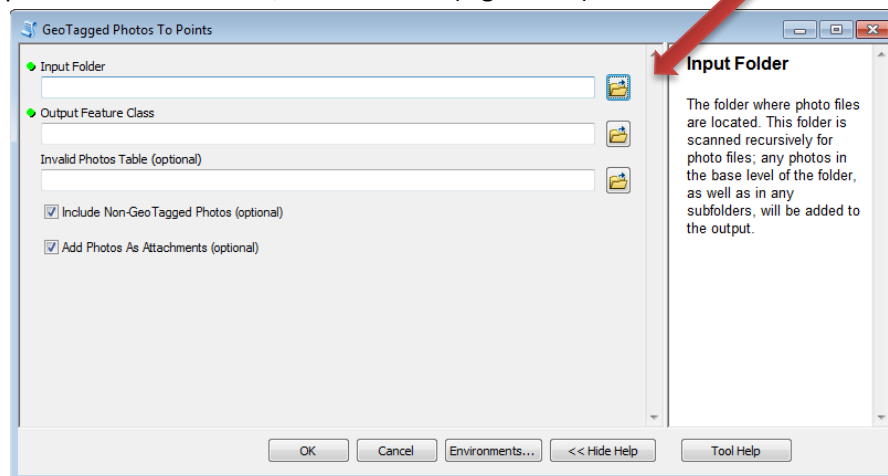 GeoTagged Photos To Points
Input Folder
Output Feature Class
Invalid Photos Table (optional)
Include Non-GeoTagged Photos (optional)
Add Photos As Attachments (optional)
Input Folder
The folder where photo files
are located. This folder is
scanned recursively for
photo files; any photos in
the base level of the folder,
as well as in any
subfolders, will be added to
the output.
OK
Cancel
Environments...
<< Hide Help
Tool Help